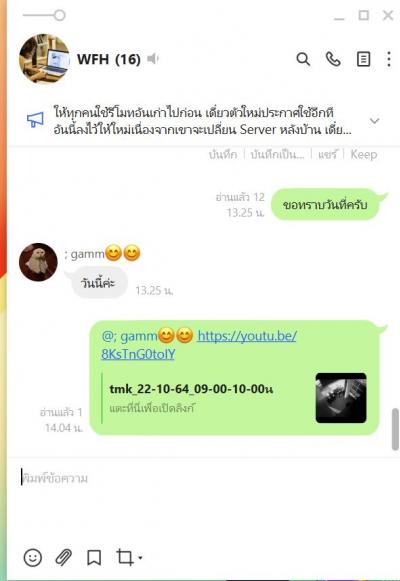 WFH (16)
ให้ทุกคนใช้รีโมทอันเก่าไปก่อน เดี๋ยวตัวใหม่ประกาศใช้อีกที
อันนี้ลงไว้ให้ใหม่เนื่องจากเขาจะเปลี่ยน Server หลังบ้าน เดี๋ย...
บันทึก | บันทึกเป็น... | แชร์ | Keep
อ่านแล้ว 12
13.25 น.
ขอทราบวันที่ครับ
; gamm😊😊
วันนี้ค่ะ
13.25 น.
@; gamm😊😊 https://youtu.be/
8KsTnG0toIY
tmk_22-10-64_09-00-10-00น
แตะที่นี่เพื่อเปิดลิงก์
อ่านแล้ว 1
14.04 น.
พิมพ์ข้อความ